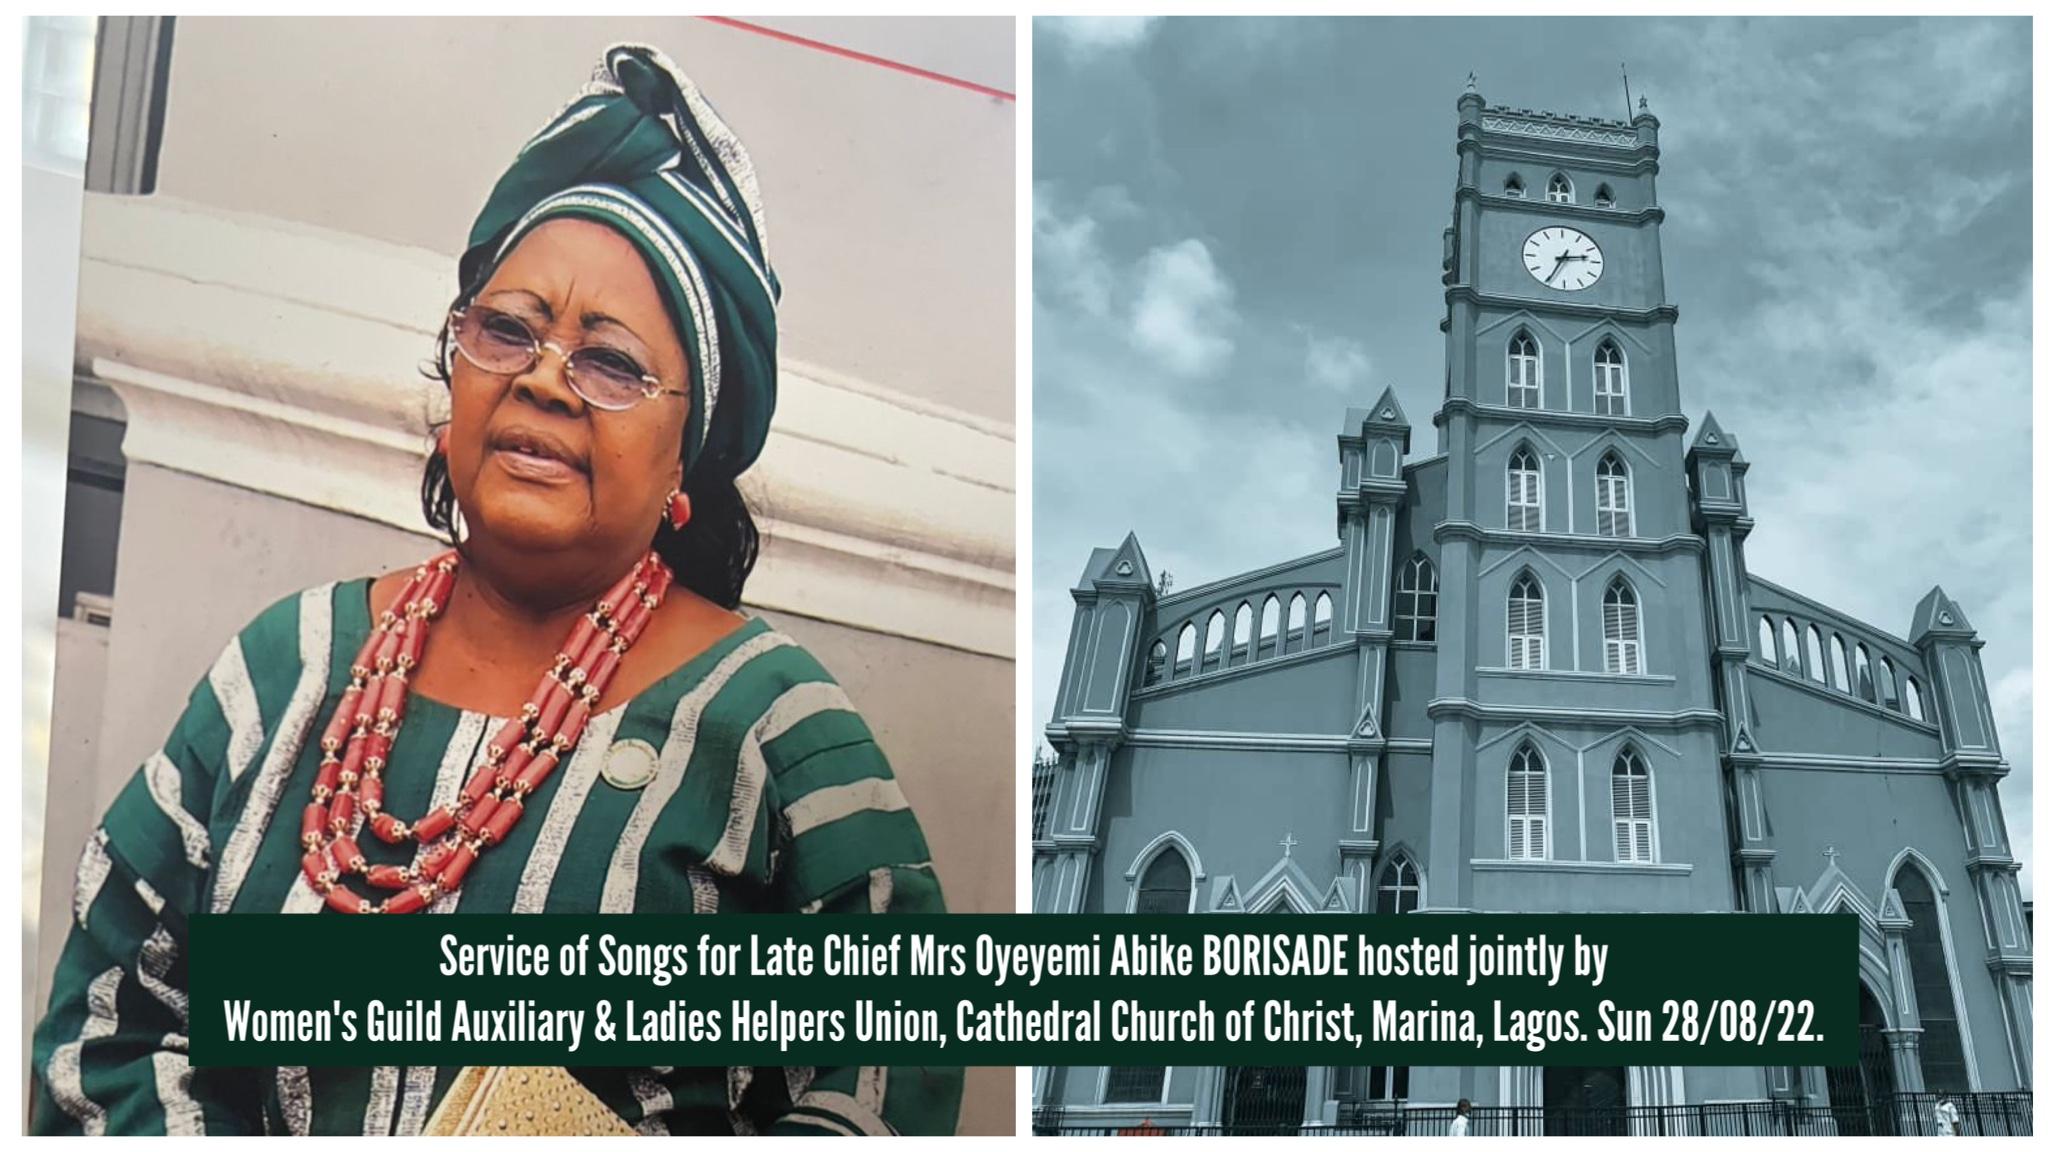 Service of Songs for Late Chief Mrs Oyeyemi Abike BORISADE hosted jointly by
Women's Guild Auxiliary & Ladies Helpers Union, Cathedral Church of Christ, Marina, Lagos. Sun 28/08/22.